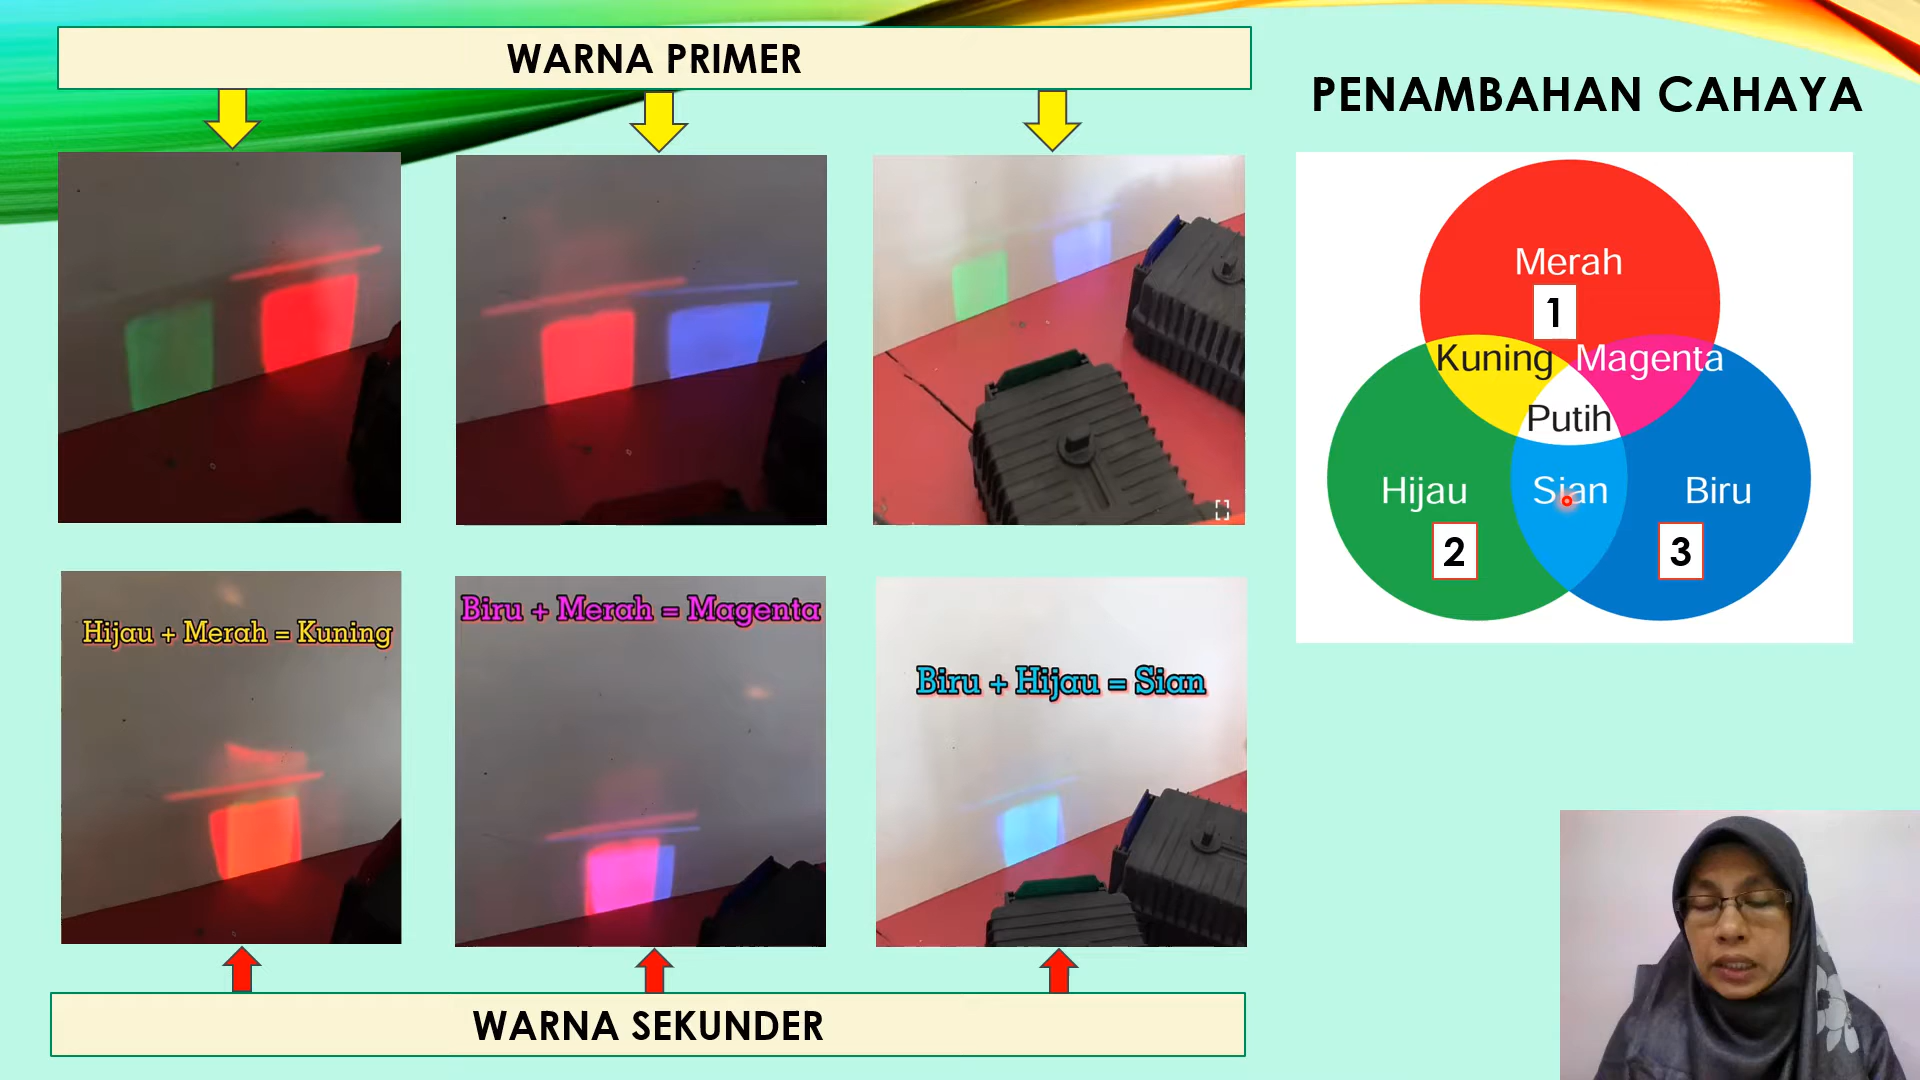 WARNA PRIMER
PENAMBAHAN CAHAYA
Merah
1
Kuning
Magenta
Putih
Hijau
Sian
Biru
2
3
Hijau + Merah = Kuning
Biru + Merah = Magenta
Biru + Hijau = Sian
WARNA SEKUNDER